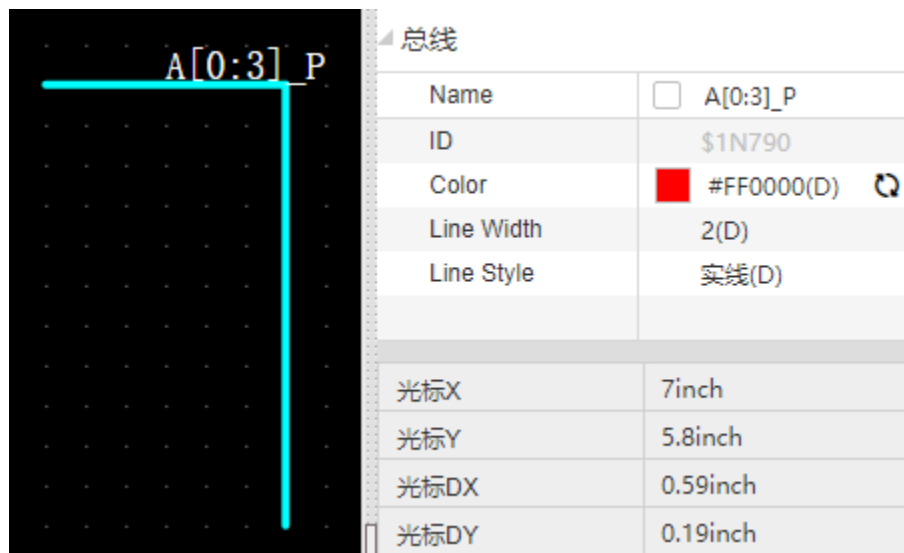 A[0:3]_P
总线
Name A[0:3]_P
ID $1N790
Color #FF0000(D)
Line Width 2(D)
Line Style 实线(D)
光标X 7inch
光标Y 5.8inch
光标DX 0.59inch
光标DY 0.19inch